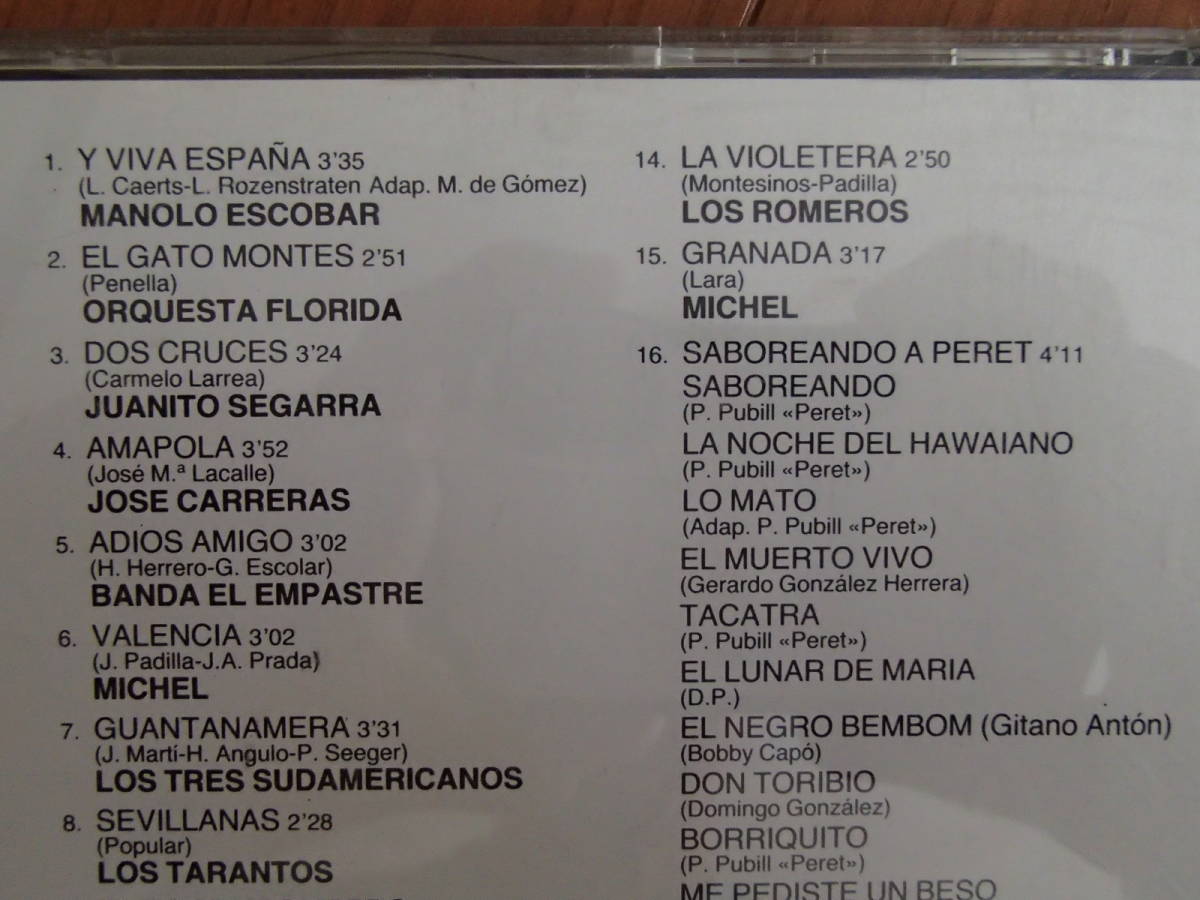 1. Y VIVA ESPAÑA 3'35
(L. Caerts-L. Rozenstraten Adap. M. de Gómez)
MANOLO ESCOBAR
2. EL GATO MONTES 2'51
(Penella)
ORQUESTA FLORIDA
3. DOS CRUCES 3'24
(Carmelo Larrea)
JUANITO SEGARRA
4. AMAPOLA 3'52
(José M.ª Lacalle)
JOSE CARRERAS
5. ADIOS AMIGO 3'02
(H. Herrero-G. Escolar)
BANDA EL EMPASTRE
6. VALENCIA 3'02
(J. Padilla-J.A. Prada)
MICHEL
7. GUANTANAMERA 3'31
(J. Martí-H. Angulo-P. Seeger)
LOS TRES SUDAMERICANOS
8. SEVILLANAS 2'28
(Popular)
LOS TARANTOS
14. LA VIOLETERA 2'50
(Montesinos-Padilla)
LOS ROMEROS
15. GRANADA 3'17
(Lara)
MICHEL
16. SABOREANDO A PERET 4'11
SABOREANDO
(P. Pubill «Peret»)
LA NOCHE DEL HAWAIANO
(P. Pubill «Peret»)
LO MATO
(Adap. P. Pubill «Peret»)
EL MUERTO VIVO
(Gerardo González Herrera)
TACATRA
(P. Pubill «Peret»)
EL LUNAR DE MARIA
(D.P.)
EL NEGRO BEMBOM (Gitano Antón)
(Bobby Capó)
DON TORIBIO
(Domingo González)
BORRIQUITO
(P. Pubill «Peret»)
ME PEDISTE UN BESO